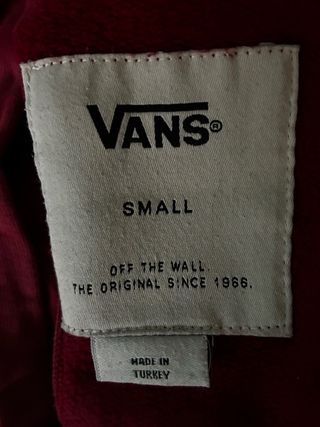 VANS®
SMALL
OFF THE WALL.
THE ORIGINAL SINCE 1966.
MADE IN
TURKEY